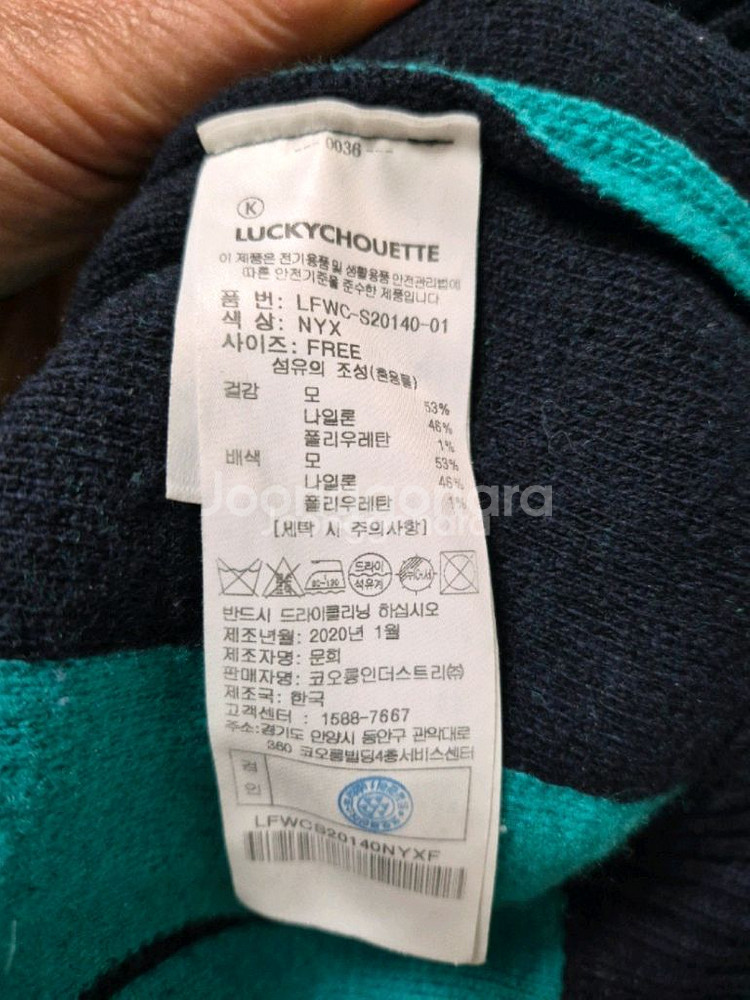 0036
K
LUCKYCHOUETTE
이 제품은 전기용품 및 생활용품 안전관리법에
따른 안전기준을 준수한 제품입니다
품 번: LFWC-S20140-01
색 상: NYX
사이즈: FREE
섬유의 조성(혼용률)
겉감 모 53%
나일론 46%
폴리우레탄 1%
배색 모 53%
나일론 46%
폴리우레탄 1%
Joonggonara
Joonggonara
[세탁 시 주의사항]
드라이
석유계
반드시 드라이클리닝 하십시오
제조년월: 2020년 1월
제조자명: 문희
판매자명: 코오롱인더스트리㈜
제조국: 한국
고객센터 : 1588-7667
주소:경기도 안양시 동안구 관악대로
360 코오롱빌딩4층서비스센터
검
인
LFWCS20140NYXF